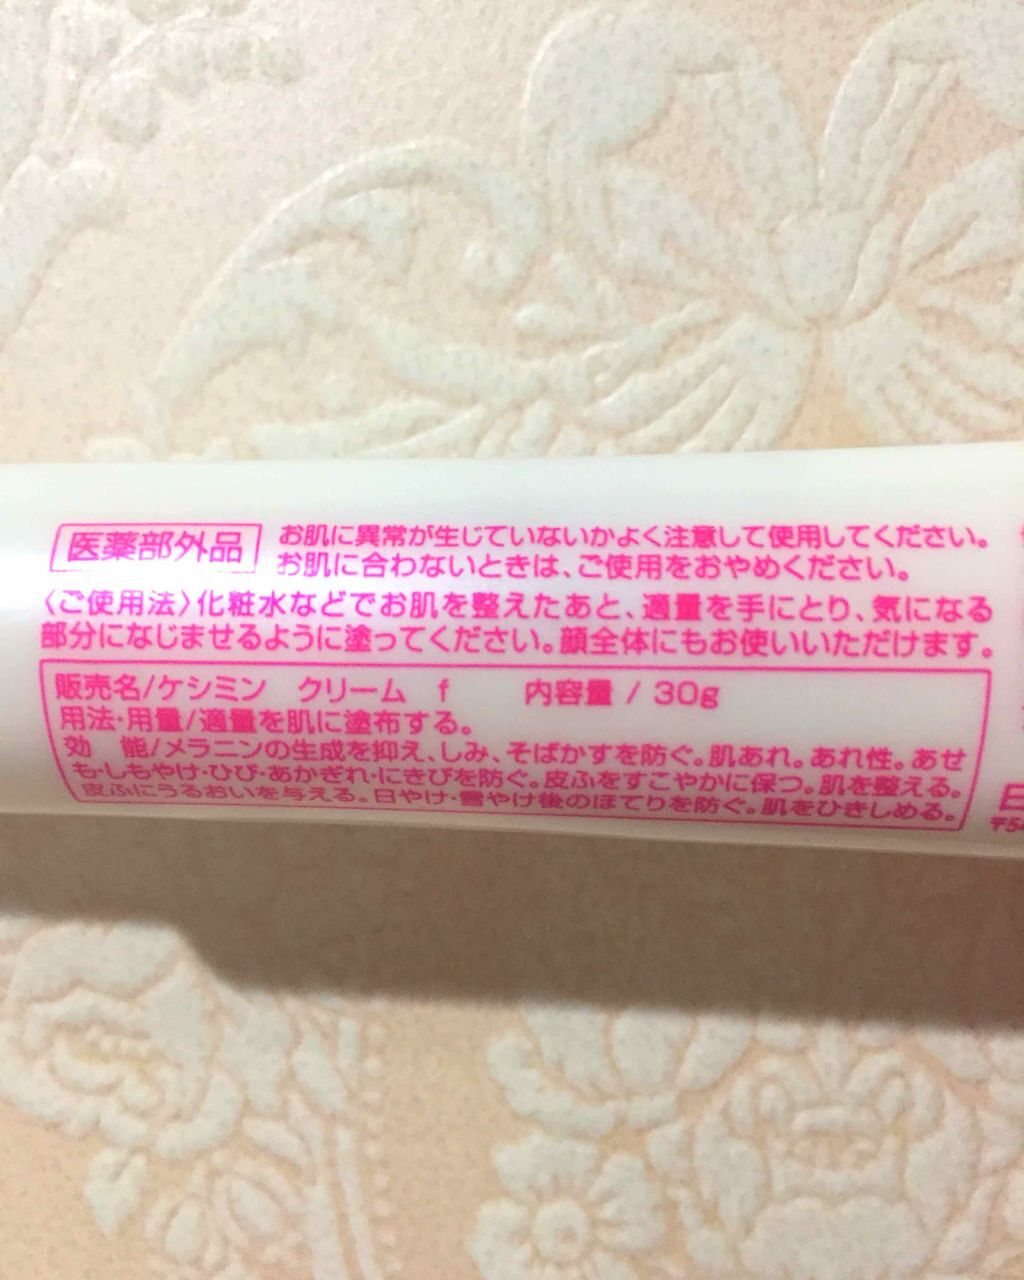 医薬部外品
お肌に異常が生じていないかよく注意して使用してください。
お肌に合わないときは、ご使用をおやめください。
〈ご使用法〉化粧水などでお肌を整えたあと、適量を手にとり、気になる
部分になじませるように塗ってください。顔全体にもお使いいただけます。
販売名/ケシミン　クリーム　f　　内容量 / 30g
用法・用量/適量を肌に塗布する。
効　能/メラニンの生成を抑え、しみ、そばかすを防ぐ。肌あれ。あれ性。あせ
も・しもやけ・ひび・あかぎれ・にきびを防ぐ。皮ふをすこやかに保つ。肌を整える。
皮ふにうるおいを与える。日やけ・雪やけ後のほてりを防ぐ。肌をひきしめる。
〒54